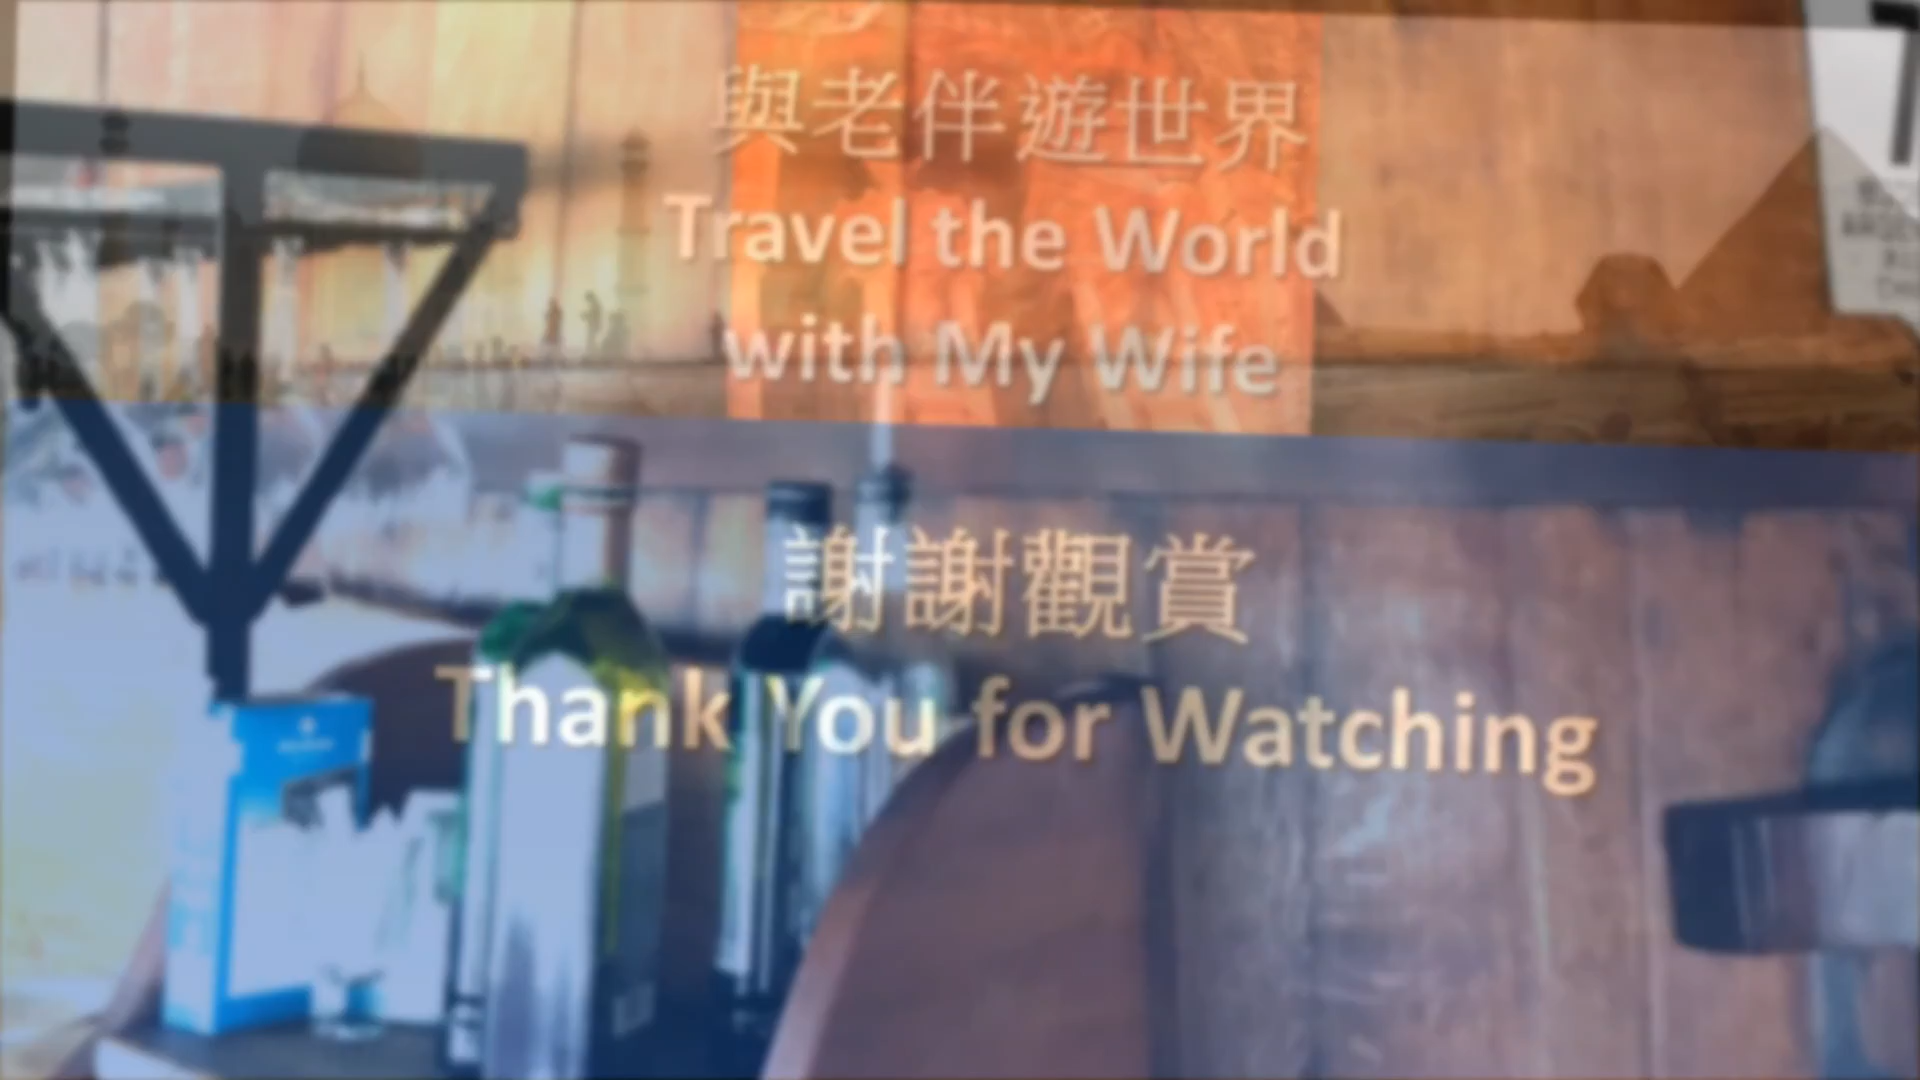 與老伴遊世界
Travel the World
with My Wife
謝謝觀賞
Thank You for Watching